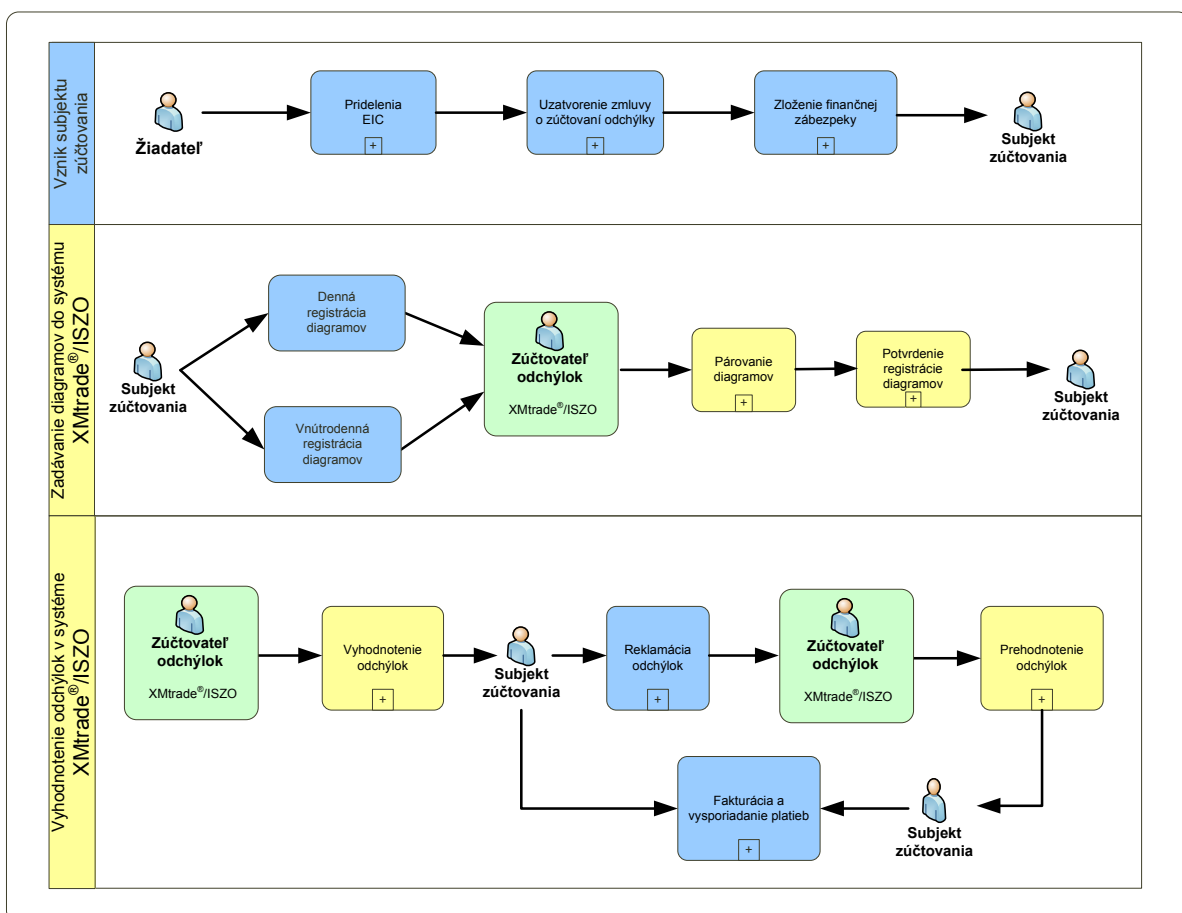 Vznik subjektu
zúčtovania
Žiadateľ
Pridelenia
EIC
+
Uzatvorenie zmluvy
o zúčtovaní odchýlky
+
Zloženie finančnej
zábezpeky
+
Subjekt
zúčtovania
Zadávanie diagramov do systému
XMtrade®/ISZO
Subjekt
zúčtovania
Denná
registrácia
diagramov
Vnútrodenná
registrácia
diagramov
Zúčtovateľ
odchýlok
XMtrade®/ISZO
Párovanie
diagramov
+
Potvrdenie
registrácie
diagramov
+
Subjekt
zúčtovania
Vyhodnotenie odchýlok v systéme
XMtrade®/ISZO
Zúčtovateľ
odchýlok
XMtrade®/ISZO
Vyhodnotenie
odchýlok
+
Subjekt
zúčtovania
Reklamácia
odchýlok
+
Zúčtovateľ
odchýlok
XMtrade®/ISZO
Prehodnotenie
odchýlok
+
Fakturácia a
vysporiadanie platieb
+
Subjekt
zúčtovania